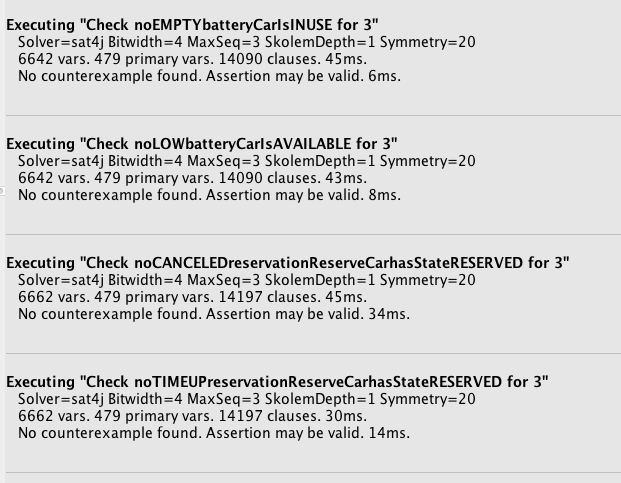 Executing "Check noEMPTYbatteryCarIsINUSE for 3"
Solver=sat4j Bitwidth=4 MaxSeq=3 SkolemDepth=1 Symmetry=20
6642 vars. 479 primary vars. 14090 clauses. 45ms.
No counterexample found. Assertion may be valid. 6ms.
Executing "Check noLOWbatteryCarIsAVAILABLE for 3"
Solver=sat4j Bitwidth=4 MaxSeq=3 SkolemDepth=1 Symmetry=20
6642 vars. 479 primary vars. 14090 clauses. 43ms.
No counterexample found. Assertion may be valid. 8ms.
Executing "Check noCANCELEDreservationReserveCarhasStateRESERVED for 3"
Solver=sat4j Bitwidth=4 MaxSeq=3 SkolemDepth=1 Symmetry=20
6662 vars. 479 primary vars. 14197 clauses. 45ms.
No counterexample found. Assertion may be valid. 34ms.
Executing "Check noTIMEUPreservationReserveCarhasStateRESERVED for 3"
Solver=sat4j Bitwidth=4 MaxSeq=3 SkolemDepth=1 Symmetry=20
6662 vars. 479 primary vars. 14197 clauses. 30ms.
No counterexample found. Assertion may be valid. 14ms.